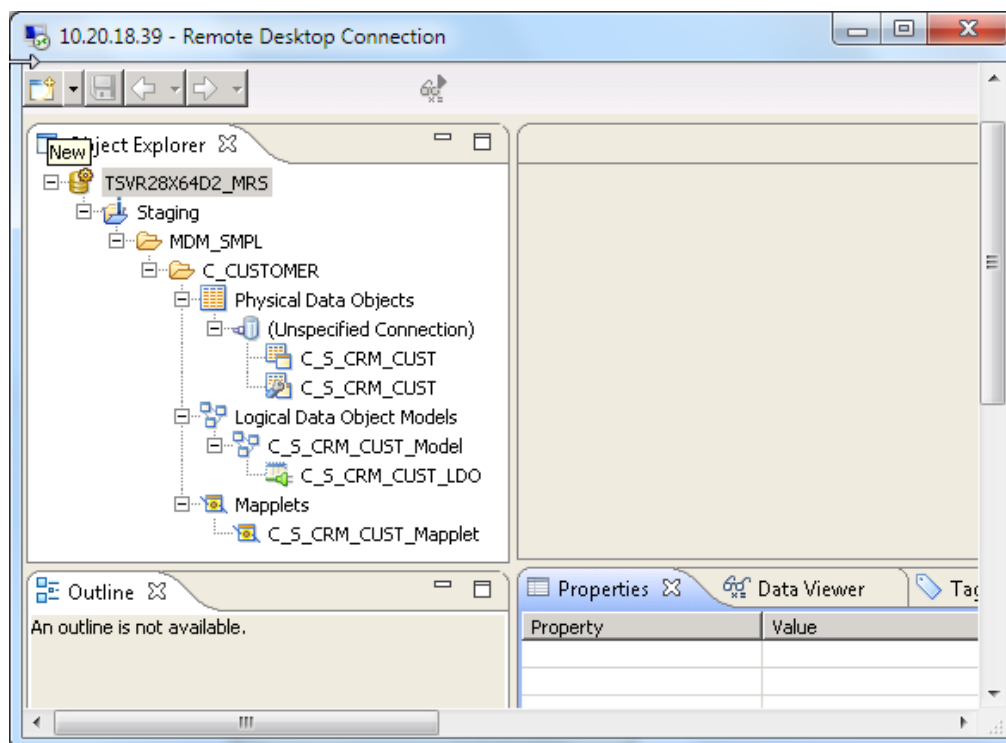 10.20.18.39 - Remote Desktop Connection
New
ject Explorer
TSVR28X64D2_MRS
Staging
MDM_SMPL
C_CUSTOMER
Physical Data Objects
(Unspecified Connection)
C_S_CRM_CUST
C_S_CRM_CUST
Logical Data Object Models
C_S_CRM_CUST_Model
C_S_CRM_CUST_LDO
Mapplets
C_S_CRM_CUST_Mapplet
Outline
An outline is not available.
Properties Data Viewer Tag
Property Value